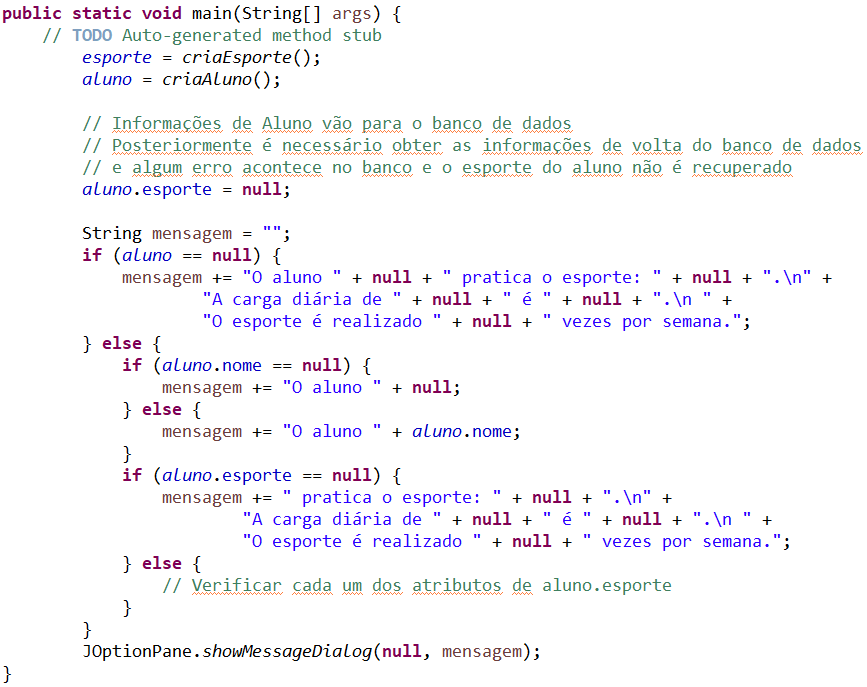 public static void main(String[] args) {
    // TODO Auto-generated method stub
        esporte = criaEsporte();
        aluno = criaAluno();

        // Informações de Aluno vão para o banco de dados
        // Posteriormente é necessário obter as informações de volta do banco de dados
        // e algum erro acontece no banco e o esporte do aluno não é recuperado
        aluno.esporte = null;

        String mensagem = "";
        if (aluno == null) {
            mensagem += "O aluno " + null + " pratica o esporte: " + null + ".\n" +
                    "A carga diária de " + null + " é " + null + ".\n " +
                    "O esporte é realizado " + null + " vezes por semana.";
        } else {
            if (aluno.nome == null) {
                mensagem += "O aluno " + null;
            } else {
                mensagem += "O aluno " + aluno.nome;
            }
            if (aluno.esporte == null) {
                mensagem += " pratica o esporte: " + null + ".\n" +
                        "A carga diária de " + null + " é " + null + ".\n " +
                        "O esporte é realizado " + null + " vezes por semana.";
            } else {
                // Verificar cada um dos atributos de aluno.esporte
            }
        }
        JOptionPane.showMessageDialog(null, mensagem);
}